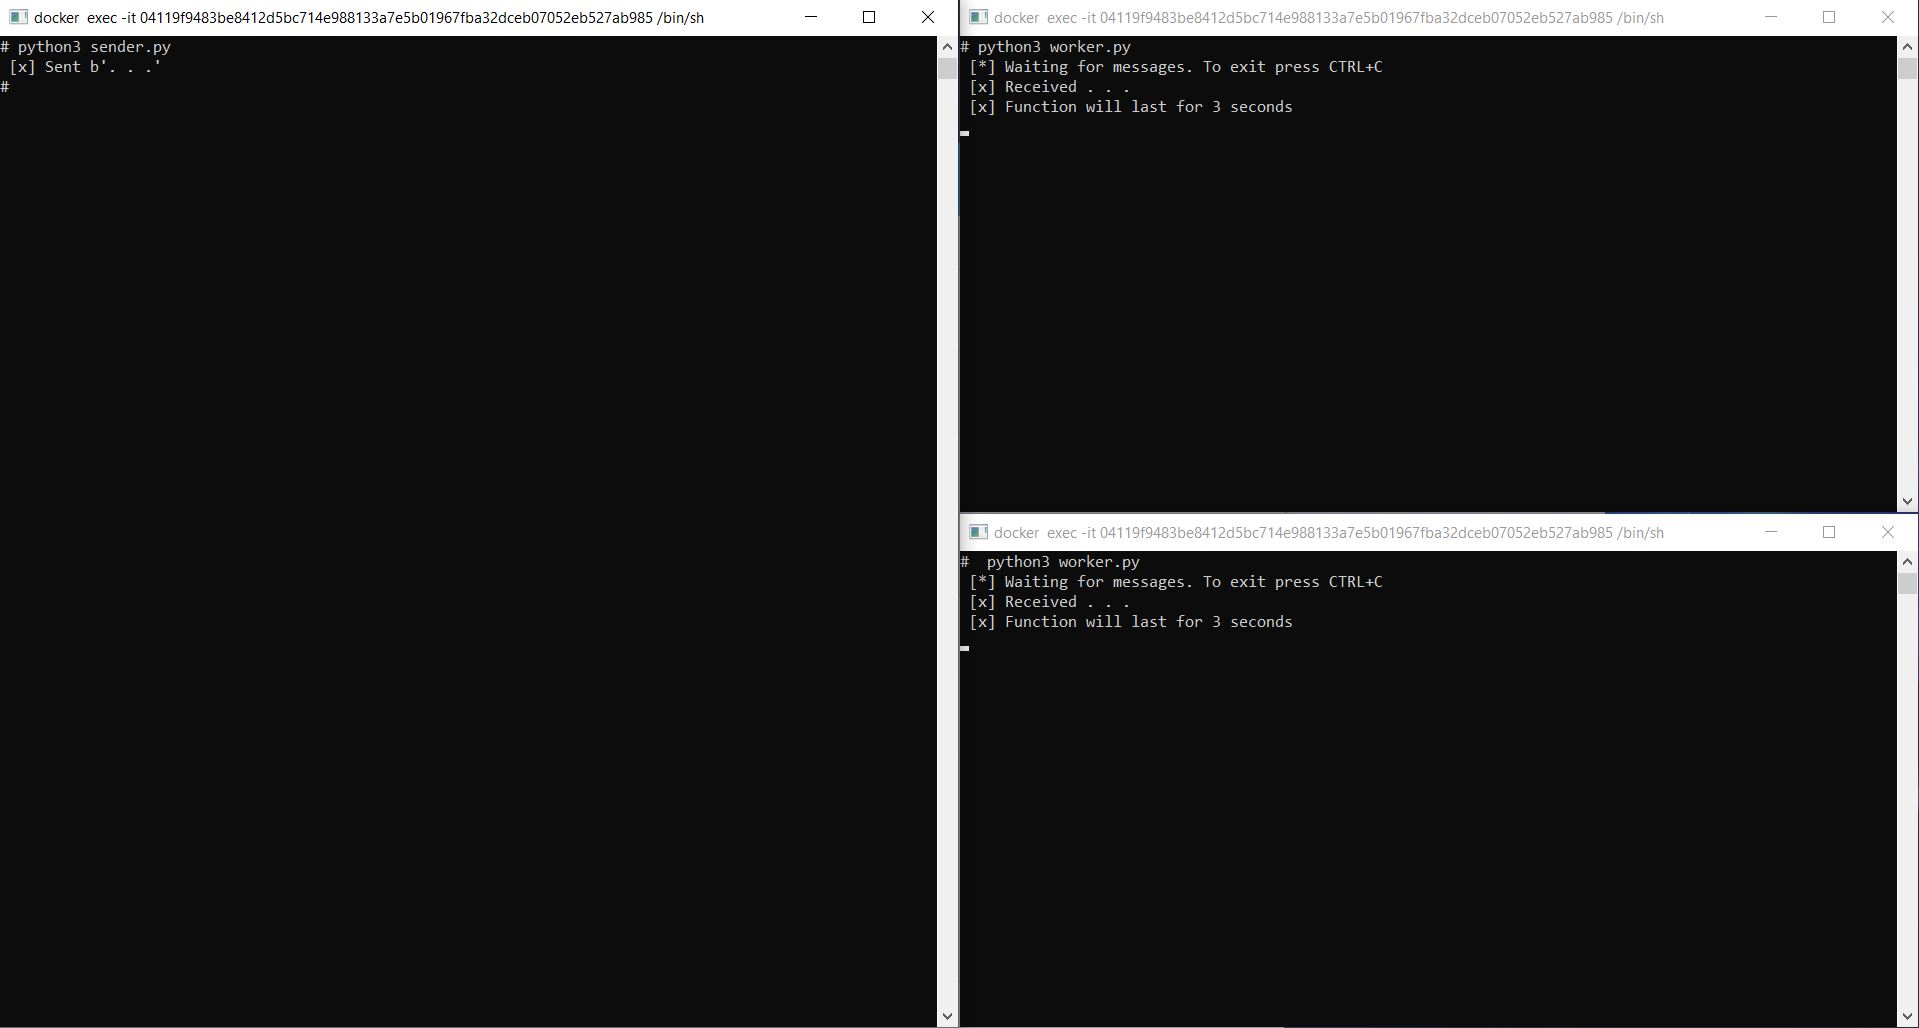 docker  exec -it 04119f9483be8412d5bc714e988133a7e5b01967fba32dceb07052eb527ab985 /bin/sh
# python3 sender.py
 [x] Sent b'. . .'
#
docker  exec -it 04119f9483be8412d5bc714e988133a7e5b01967fba32dceb07052eb527ab985 /bin/sh
# python3 worker.py
 [*] Waiting for messages. To exit press CTRL+C
 [x] Received . . .
 [x] Function will last for 3 seconds
docker  exec -it 04119f9483be8412d5bc714e988133a7e5b01967fba32dceb07052eb527ab985 /bin/sh
#  python3 worker.py
 [*] Waiting for messages. To exit press CTRL+C
 [x] Received . . .
 [x] Function will last for 3 seconds